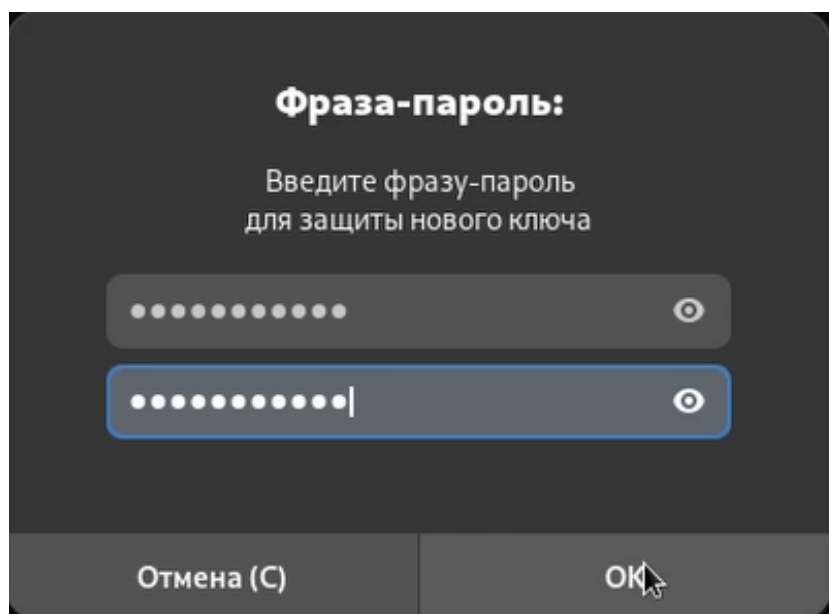 Фраза-пароль:
Введите фразу-пароль
для защиты нового ключа
●●●●●●●●●●●
●●●●●●●●●●●
Отмена (С)
OK